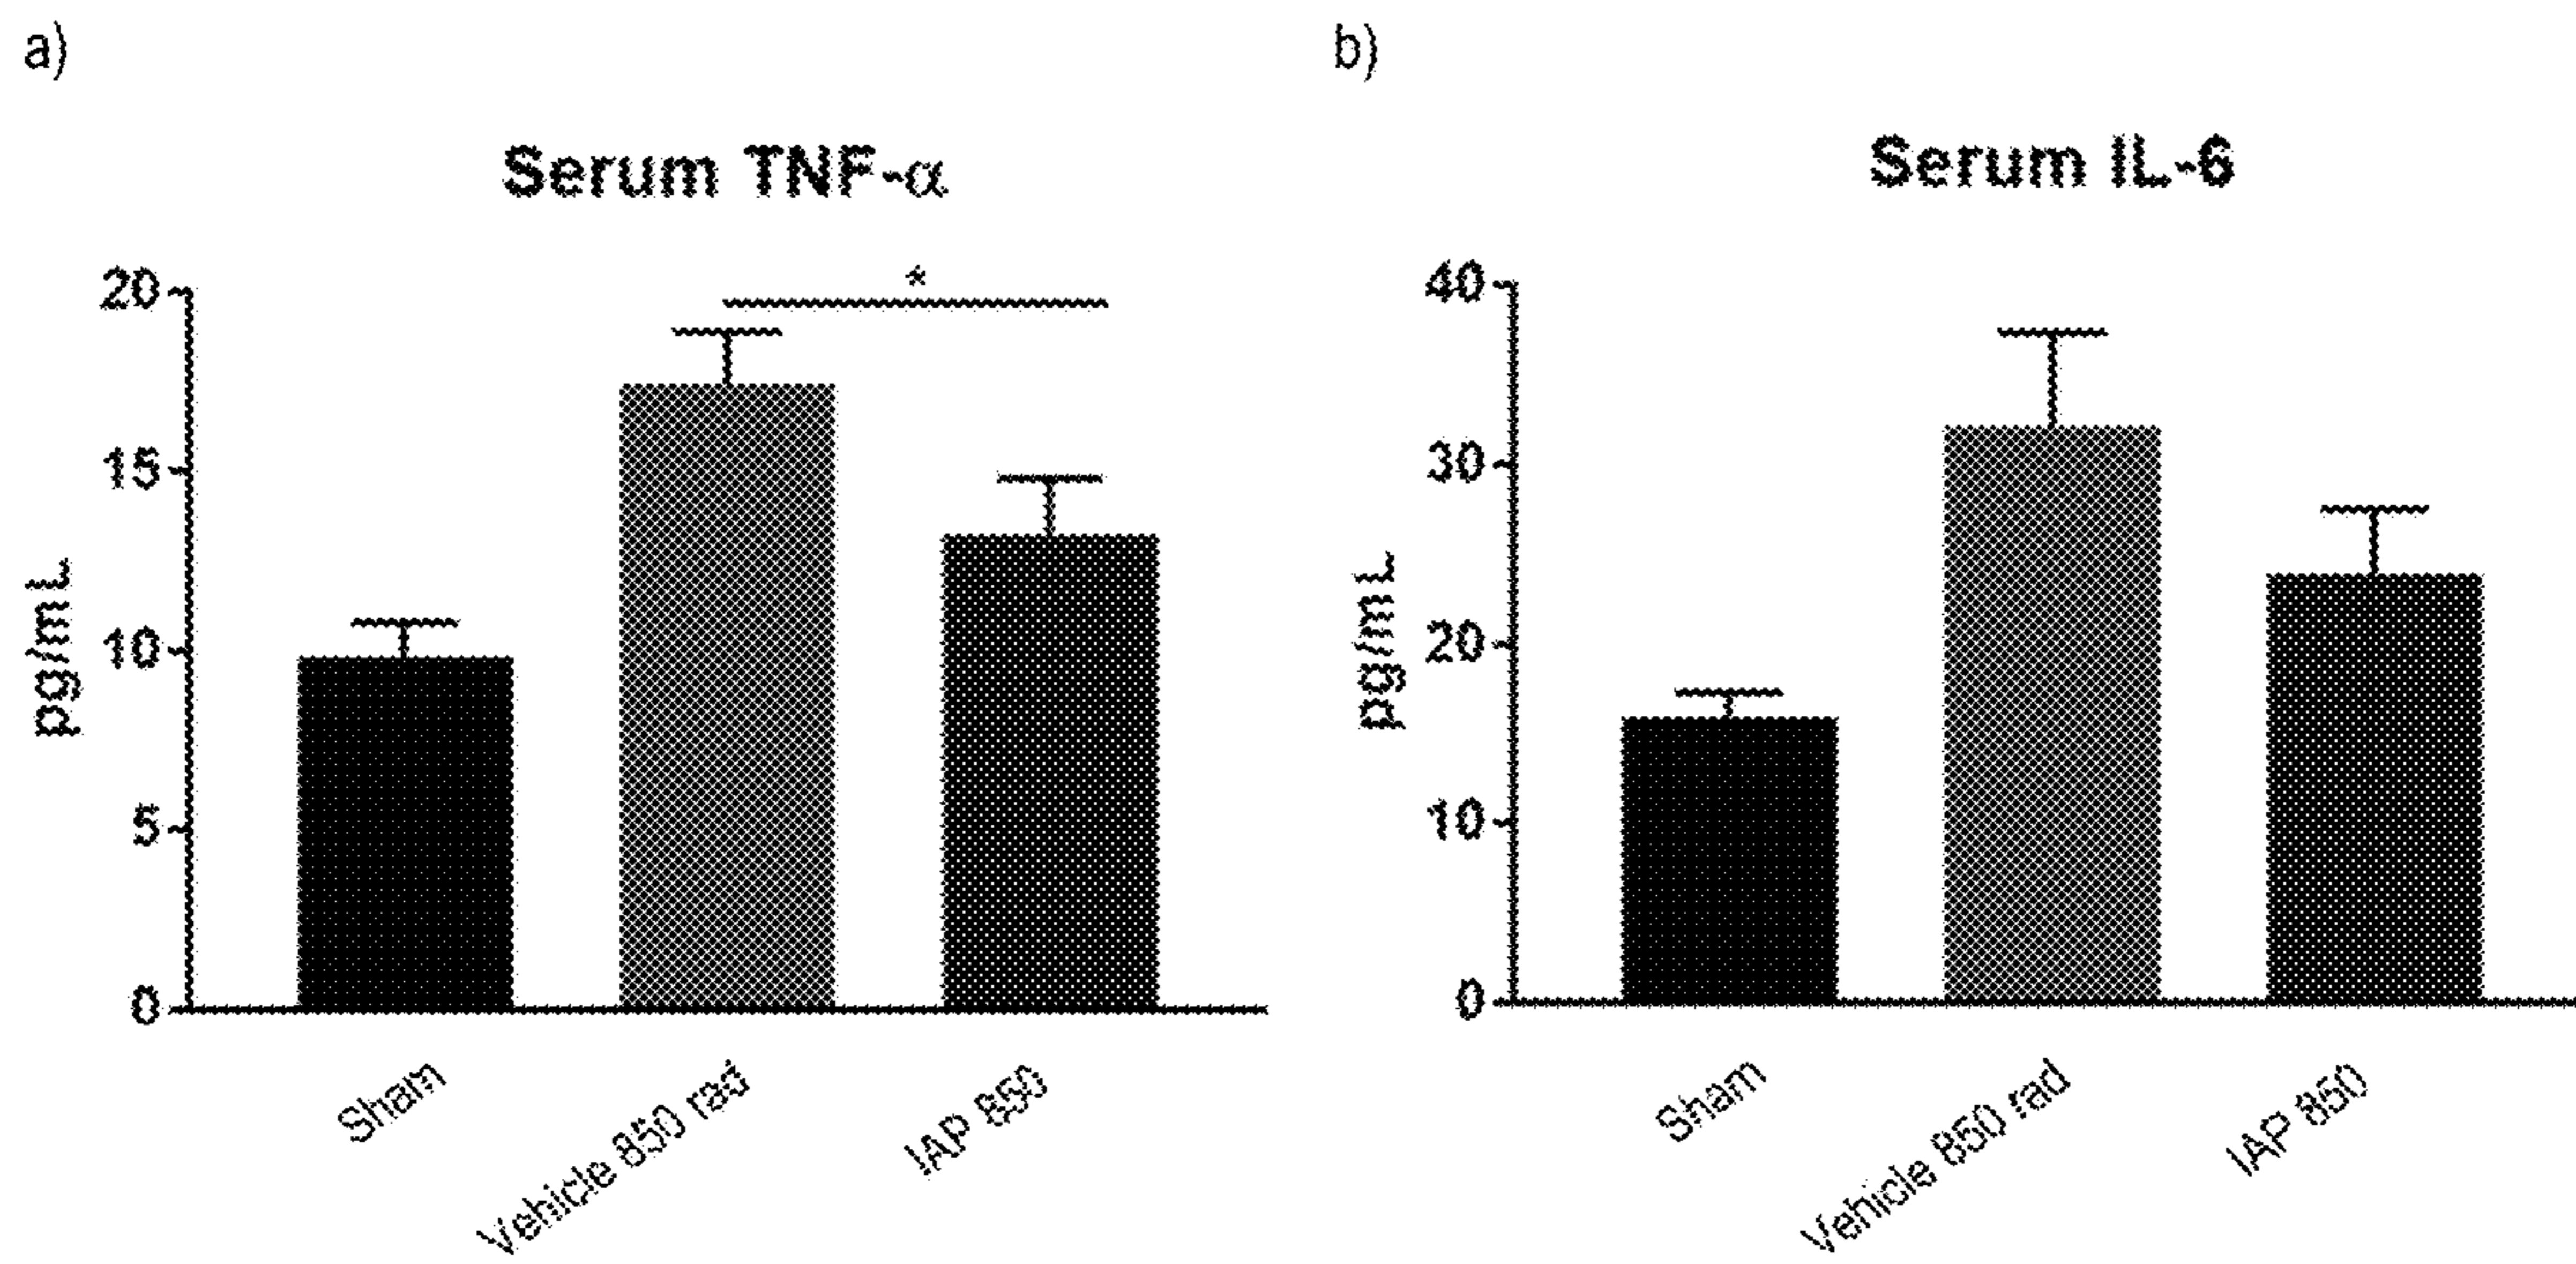 a)
Serum TNF-α
*
20
15
10
5
0
pg/mL
Sham
Vehicle 850 rad
IAP 850
b)
Serum IL-6
40
30
20
10
0
pg/mL
Sham
Vehicle 850 rad
IAP 850